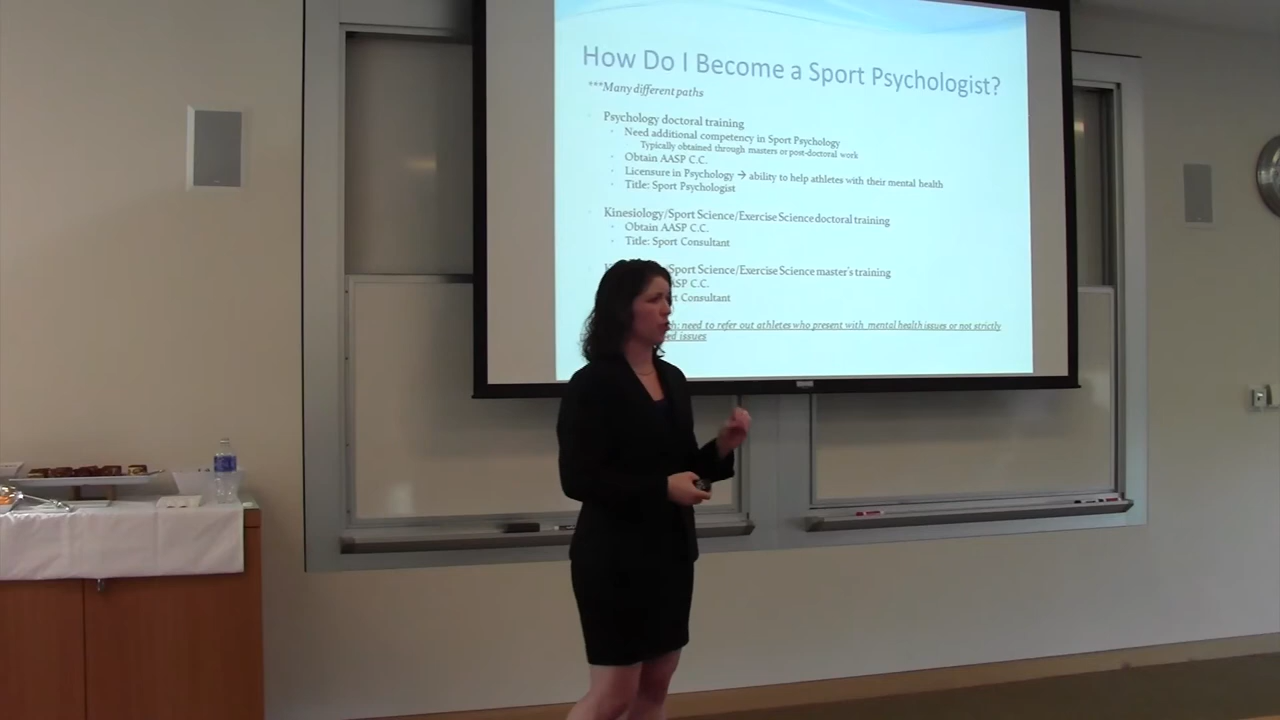 How Do I Become a Sport Psychologist?
***Many different paths
Psychology doctoral training
Need additional competency in Sport Psychology
Typically obtained through masters or post-doctoral work
Obtain AASP C.C.
Licensure in Psychology → ability to help athletes with their mental health
Title: Sport Psychologist
Kinesiology/Sport Science/Exercise Science doctoral training
Obtain AASP C.C.
Title: Sport Consultant
/Sport Science/Exercise Science master's training
ASP C.C.
rt Consultant
h: need to refer out athletes who present with mental health issues or not strictly
ed issues